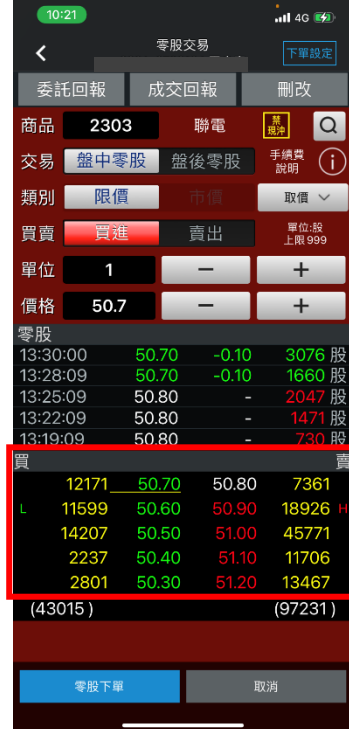 10:21 4G
零股交易 下單設定
委託回報 成交回報 刪改
商品 2303 聯電 禁現沖
交易 盤中零股 盤後零股 手續費說明
類別 限價 市價 取價
買賣 買進 賣出 單位:股 上限999
單位 1 − +
價格 50.7 − +
零股
13:30:00 50.70 -0.10 3076 股
13:28:09 50.70 -0.10 1660 股
13:25:09 50.80 - 2047 股
13:22:09 50.80 - 1471 股
13:19:09 50.80 - 730 股
買 賣
12171 50.70 50.80 7361
L 11599 50.60 50.90 18926 H
14207 50.50 51.00 45771
2237 50.40 51.10 11706
2801 50.30 51.20 13467
(43015) (97231)
零股下單 取消